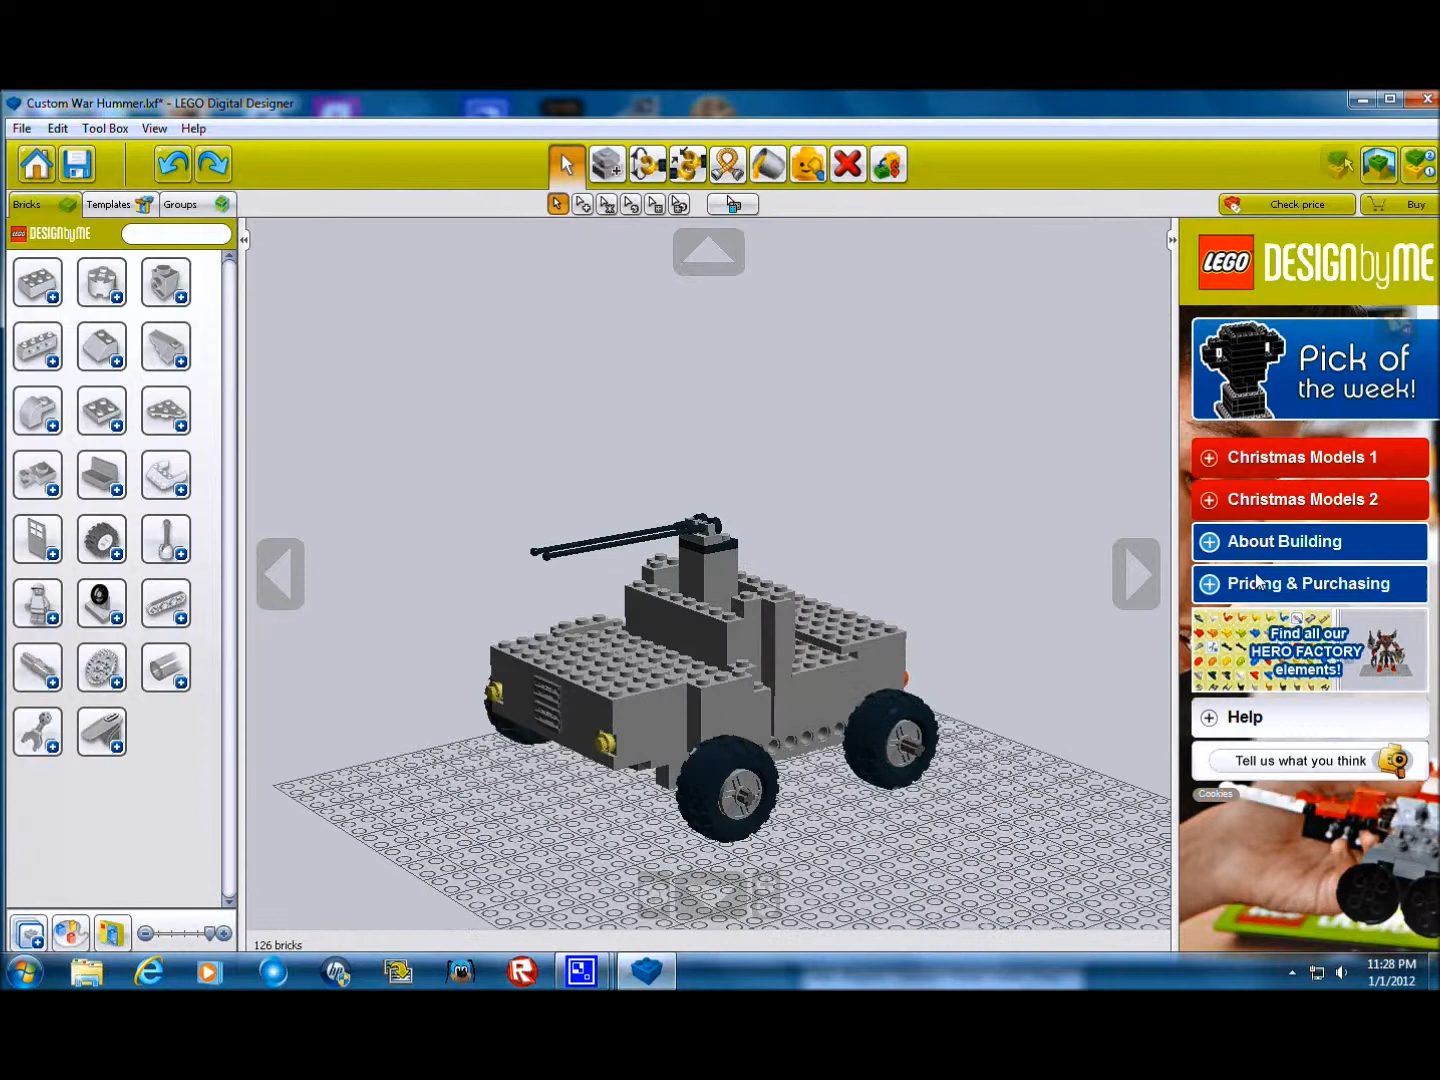 Custom War Hummer.lxf* - LEGO Digital Designer
File Edit Tool Box View Help
Bricks Templates Groups
Check price Buy
LEGO DESIGNbyME
LEGO DESIGNbyME
Pick of
the week!
Christmas Models 1
Christmas Models 2
About Building
Pricing & Purchasing
Find all our
HERO FACTORY
elements!
Help
Tell us what you think
Cookies
LEGO
126 bricks
hp
R
11:28 PM
1/1/2012